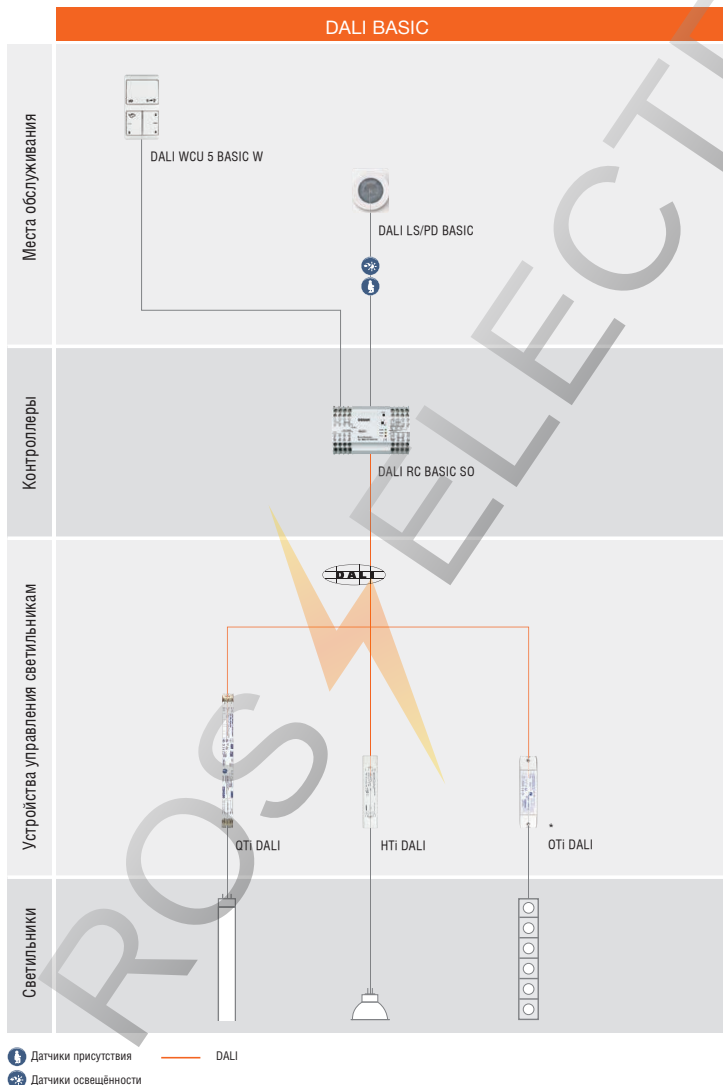 DALI BASIC
Места обслуживания
DALI WCU 5 BASIC W
DALI LS/PD BASIC
Контроллеры
DALI RC BASIC SO
Устройства управления светильникам
DALI
QTi DALI
HTi DALI
*
OTi DALI
Светильники
Датчики присутствия
DALI
Датчики освещённости
ROS ELECTR